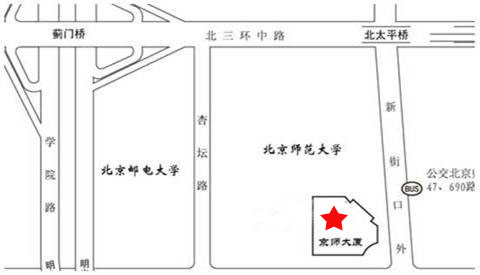 蓟门桥
北三环中路
北太平桥
学院路
杏坛路
新街口外
北京邮电大学
北京师范大学
公交北京
BUS
47、690路
京师大厦
明
明